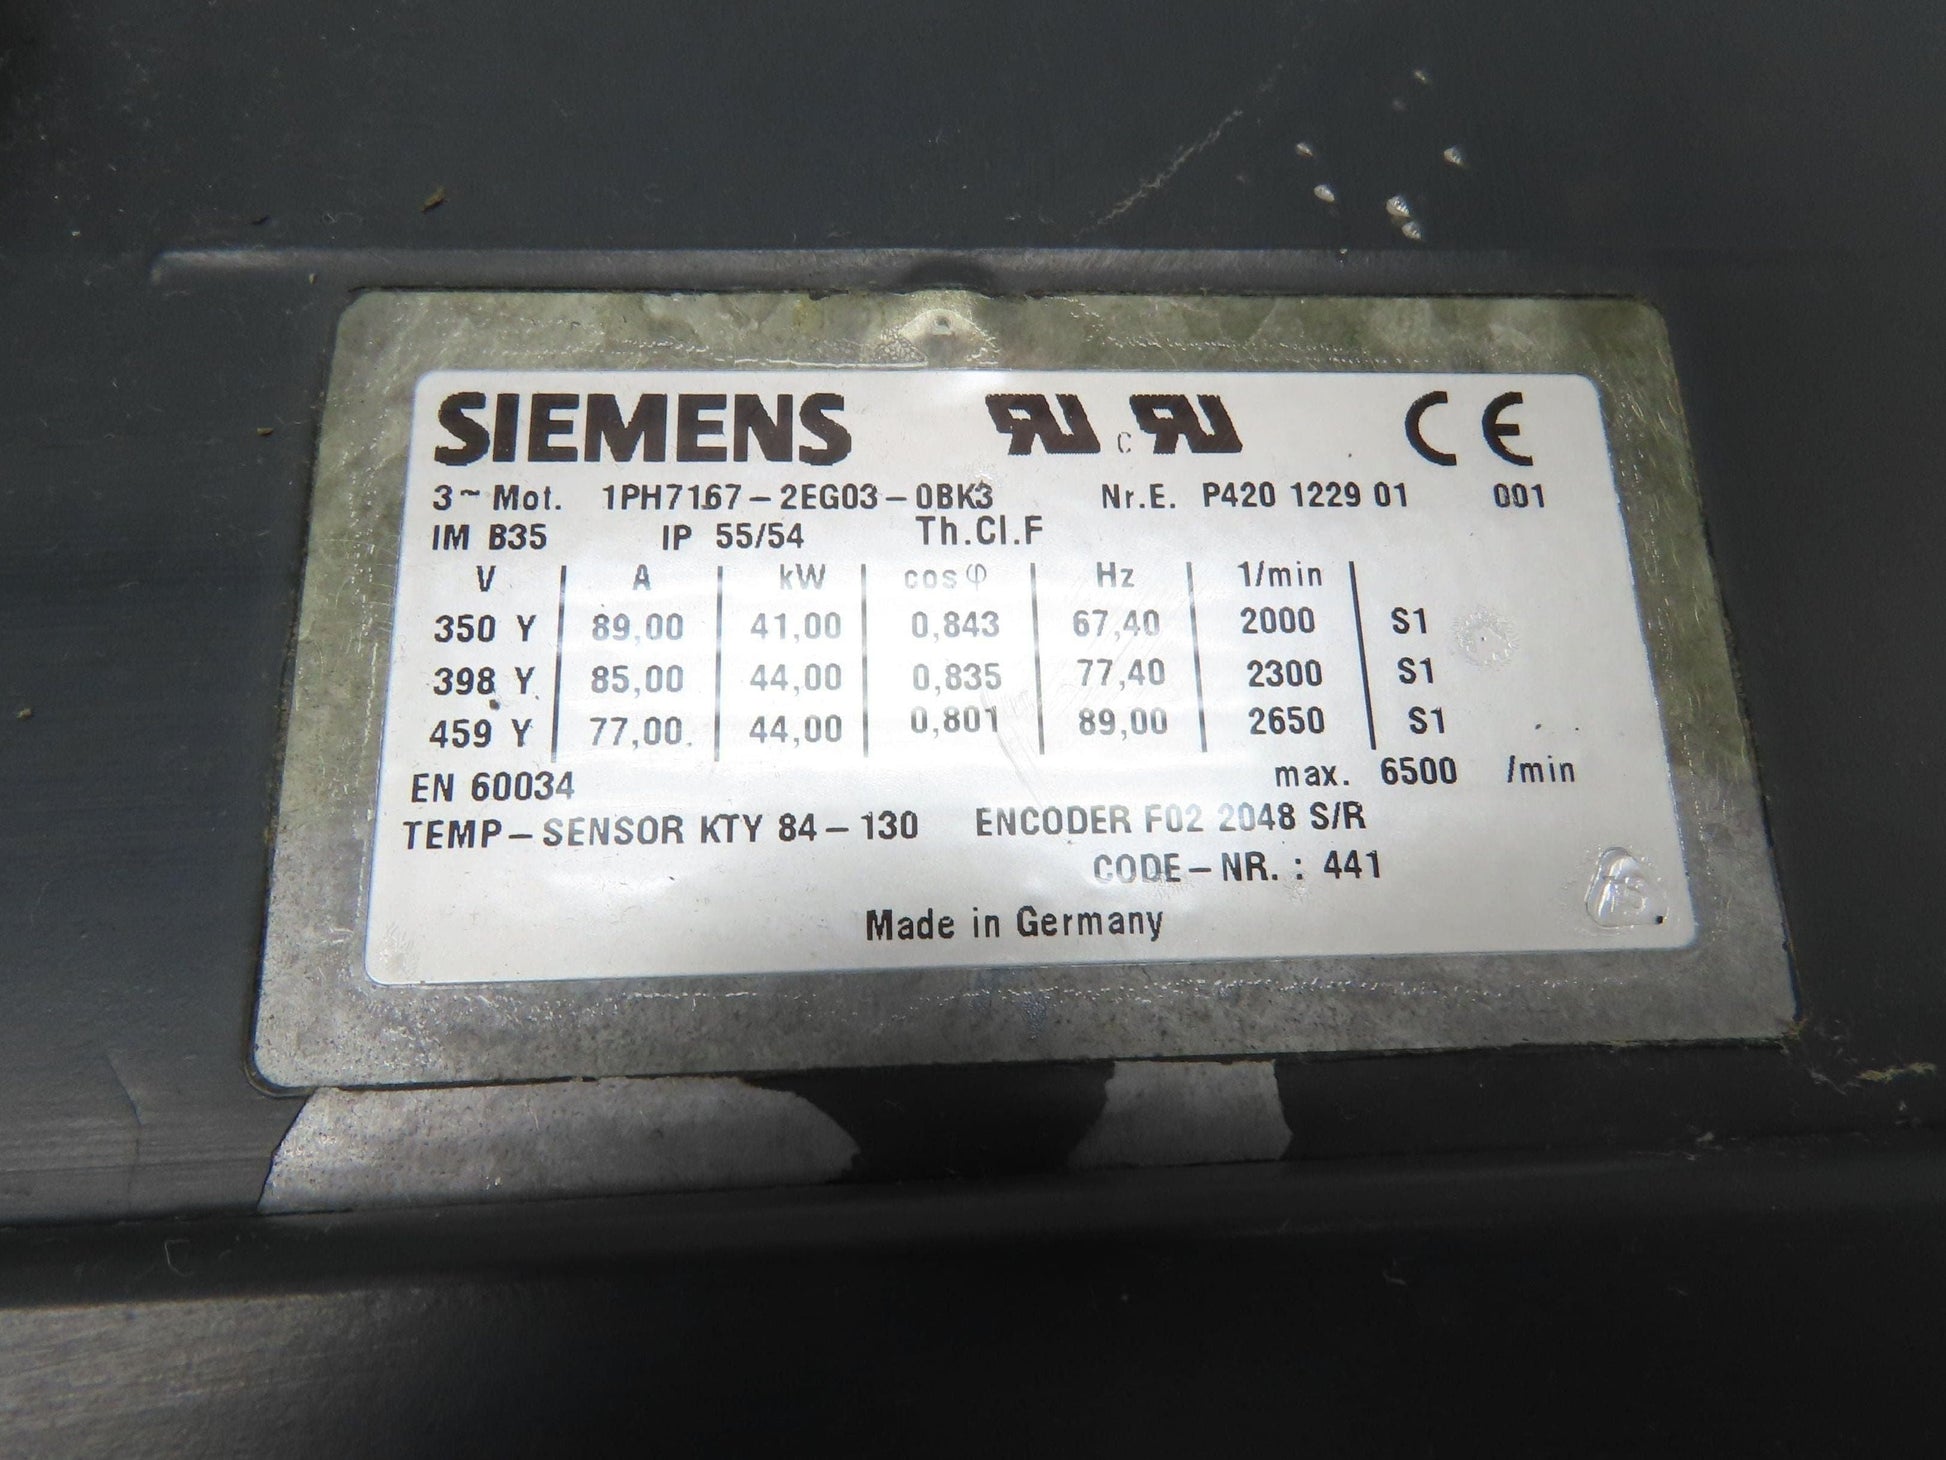 SIEMENS RU c RU CE
3~Mot. 1PH7167-2EG03-0BK3 Nr.E. P420 1229 01 001
IM B35 IP 55/54 Th.Cl.F
V A kW cosφ Hz 1/min
350 Y 89,00 41,00 0,843 67,40 2000 S1
398 Y 85,00 44,00 0,835 77,40 2300 S1
459 Y 77,00 44,00 0,801 89,00 2650 S1
EN 60034 max. 6500 /min
TEMP-SENSOR KTY 84-130 ENCODER F02 2048 S/R
CODE-NR. : 441
Made in Germany